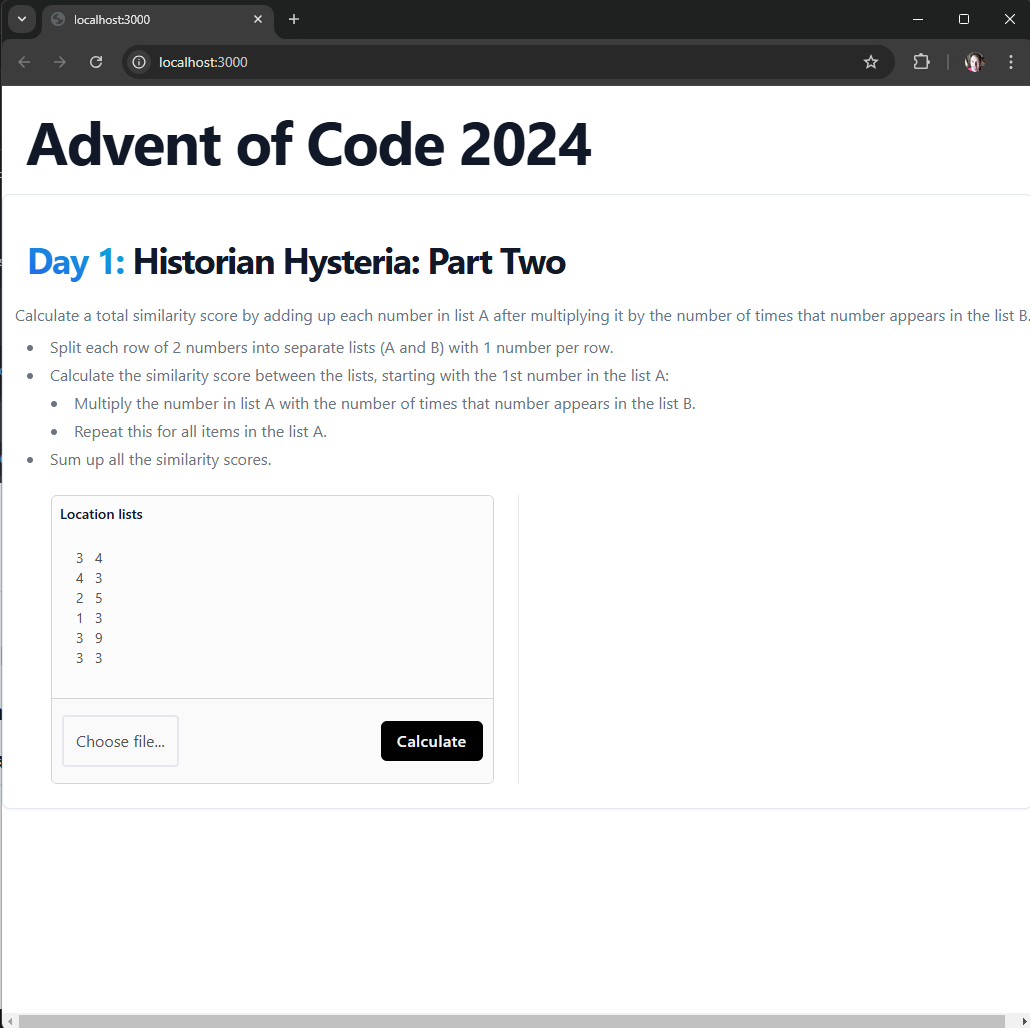 localhost:3000
localhost:3000
Advent of Code 2024
Day 1: Historian Hysteria: Part Two
Calculate a total similarity score by adding up each number in list A after multiplying it by the number of times that number appears in the list B.
Split each row of 2 numbers into separate lists (A and B) with 1 number per row.
Calculate the similarity score between the lists, starting with the 1st number in the list A:
Multiply the number in list A with the number of times that number appears in the list B.
Repeat this for all items in the list A.
Sum up all the similarity scores.
Location lists
3 4
4 3
2 5
1 3
3 9
3 3
Choose file...
Calculate